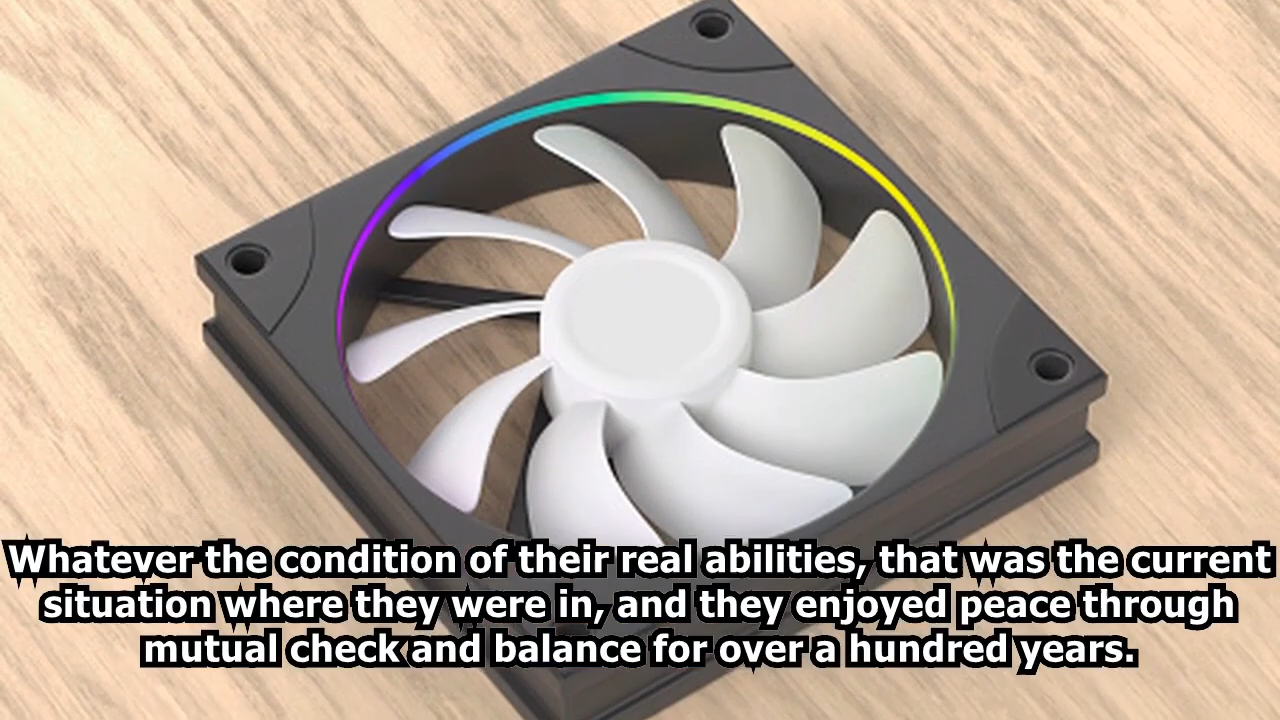 Whatever the condition of their real abilities, that was the current
situation where they were in, and they enjoyed peace through
mutual check and balance for over a hundred years.